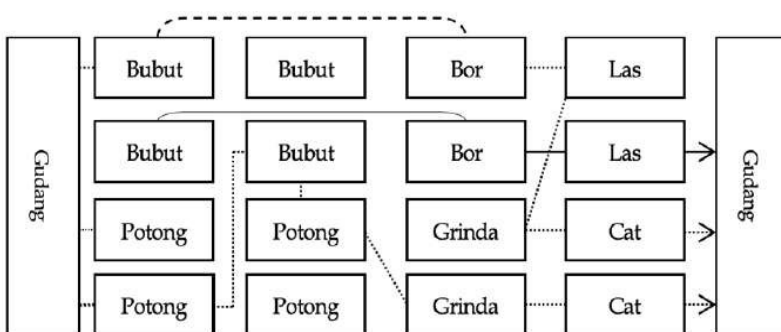 Gudang
Bubut
Bubut
Bor
Las
Gudang
Bubut
Bubut
Bor
Las
Potong
Potong
Grinda
Cat
Potong
Potong
Grinda
Cat